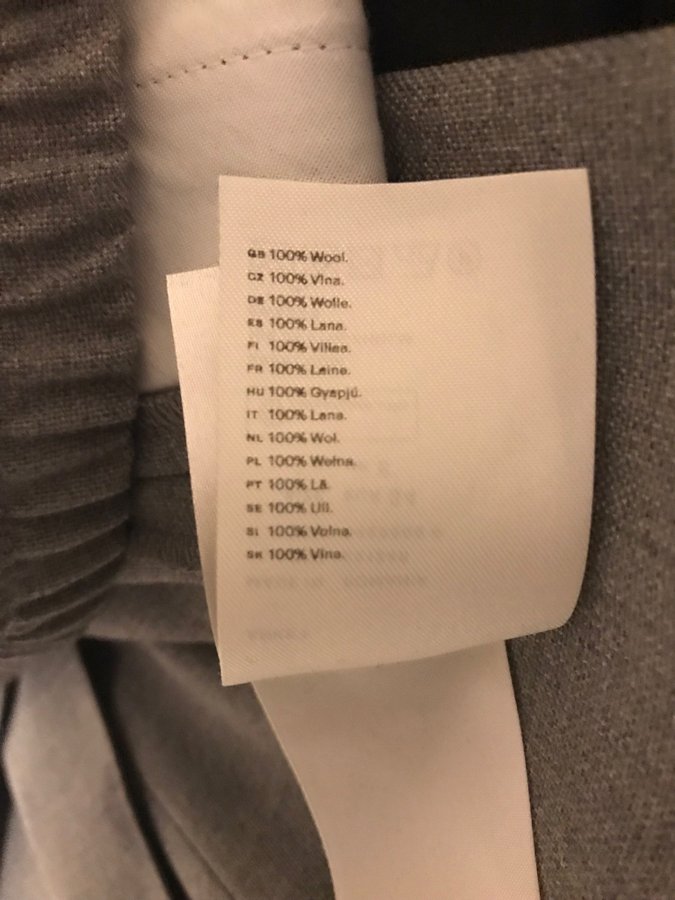 GB 100% Wool.
CZ 100% Vlna.
DE 100% Wolle.
ES 100% Lana.
FI 100% Villaa.
FR 100% Laine.
HU 100% Gyapjú.
IT 100% Lana.
NL 100% Wol.
PL 100% Wełna.
PT 100% Lã.
SE 100% Ull.
SI 100% Volna.
SK 100% Vlna.